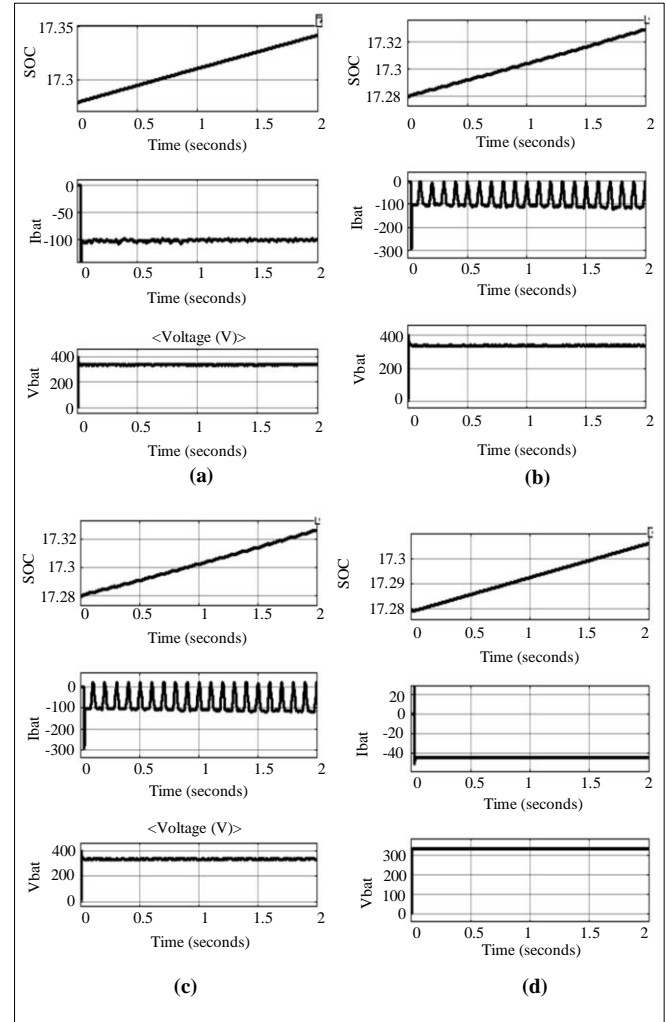 17.35
SOC
17.3
0 0.5 1 1.5 2
Time (seconds)
0
-50
Ibat
-100
0 0.5 1 1.5 2
Time (seconds)
<Voltage (V)>
400
Vbat
200
0
0 0.5 1 1.5 2
Time (seconds)
(a)
17.32
SOC
17.3
17.28
0 0.5 1 1.5 2
Time (seconds)
0
-100
Ibat
-200
-300
0 0.5 1 1.5 2
Time (seconds)
400
Vbat
200
0
0 0.5 1 1.5 2
Time (seconds)
(b)
17.32
SOC
17.3
17.28
0 0.5 1 1.5 2
Time (seconds)
0
-100
Ibat
-200
-300
0 0.5 1 1.5 2
Time (seconds)
<Voltage (V)>
400
Vbat
200
0
0 0.5 1 1.5 2
Time (seconds)
(c)
17.3
SOC
17.29
17.28
0 0.5 1 1.5 2
Time (seconds)
20
0
Ibat
-20
-40
0 0.5 1 1.5 2
Time (seconds)
300
Vbat
200
100
0
0 0.5 1 1.5 2
Time (seconds)
(d)